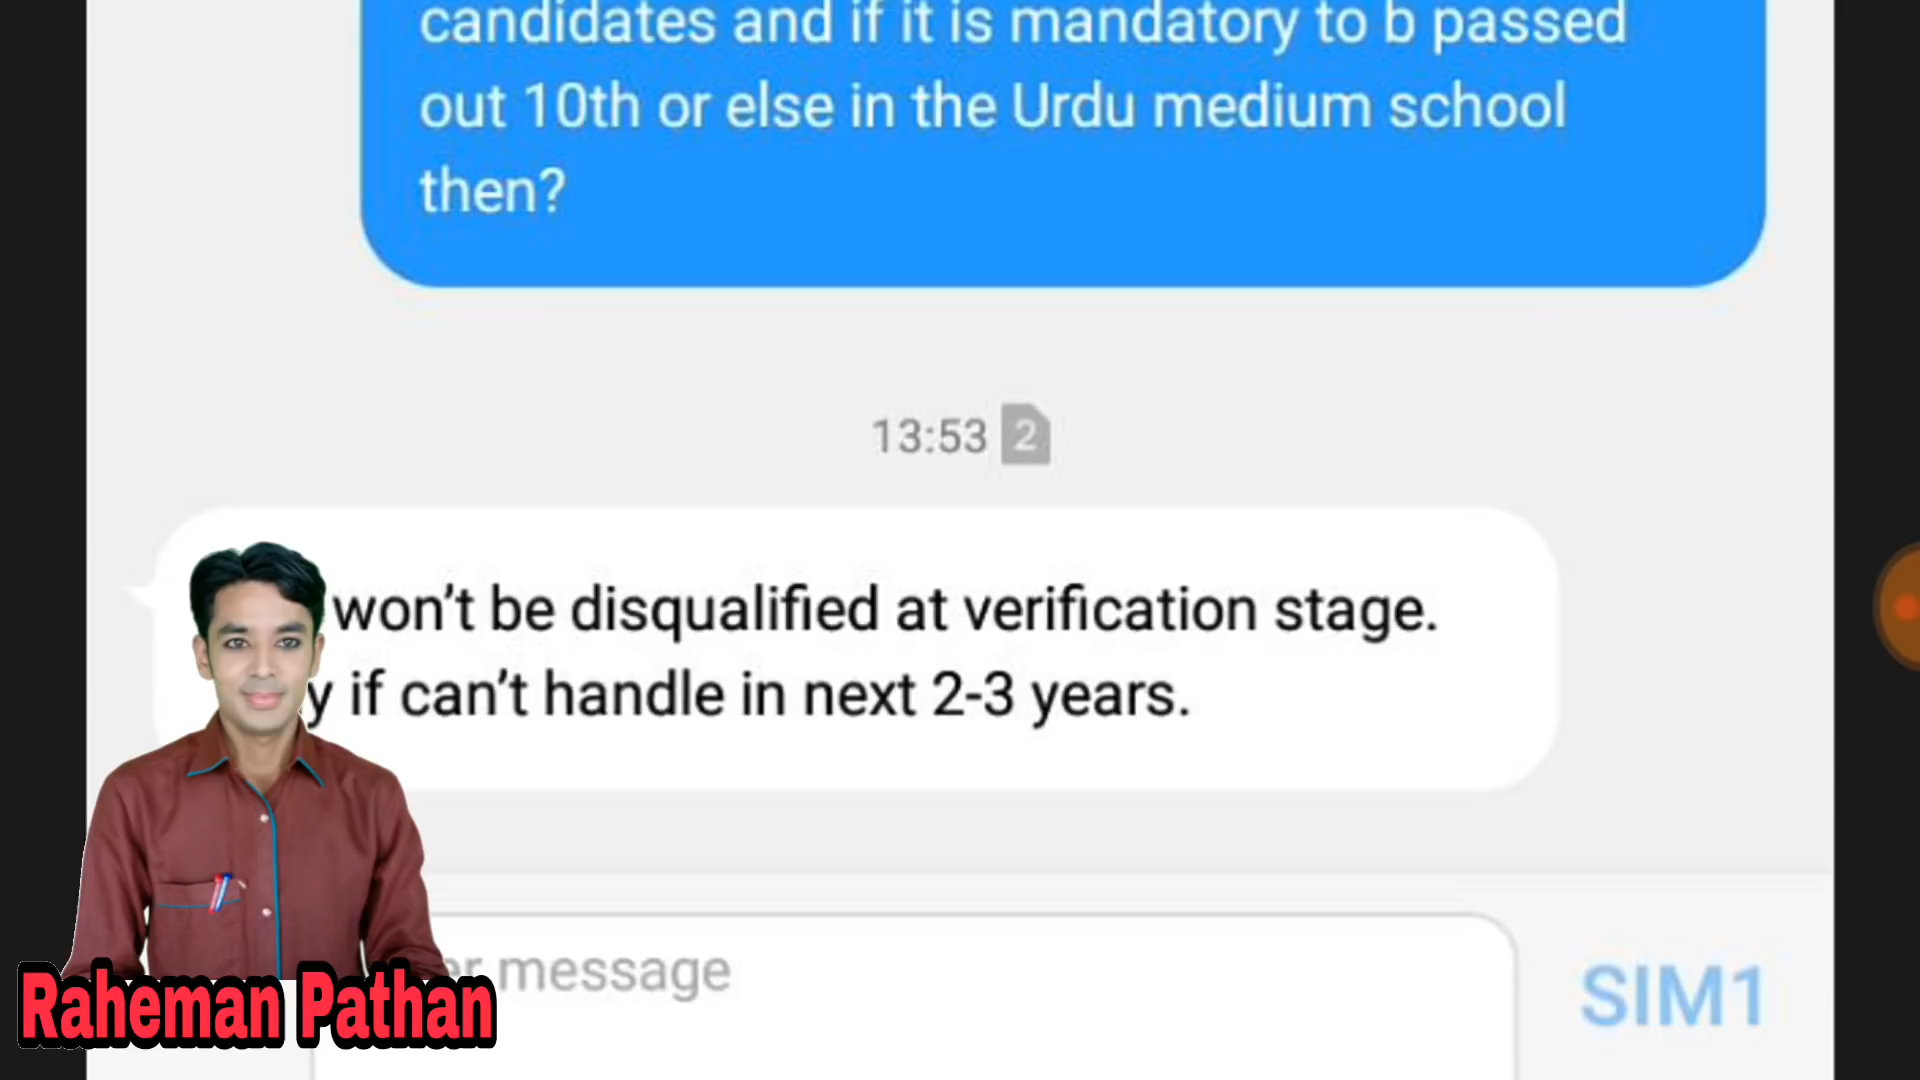 candidates and if it is mandatory to b passed
out 10th or else in the Urdu medium school
then?
13:53 2
won't be disqualified at verification stage.
if can't handle in next 2-3 years.
message
SIM1
Raheman Pathan